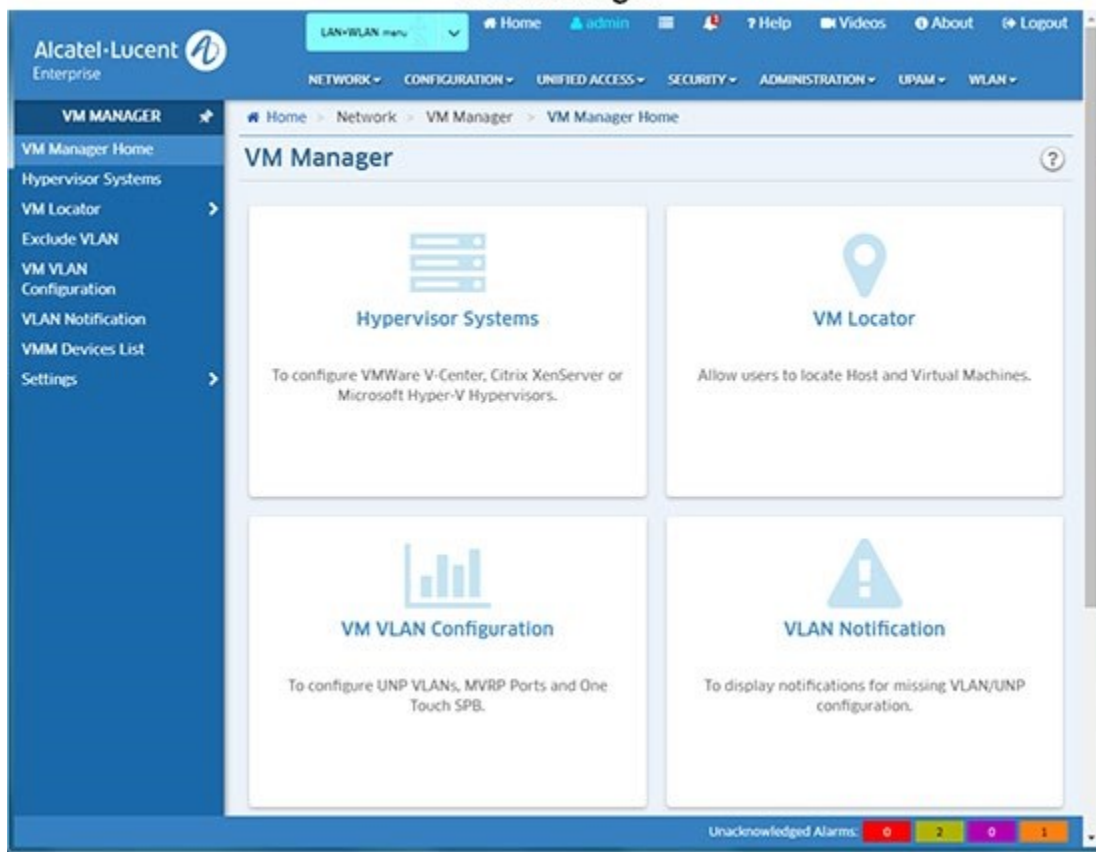 Alcatel·Lucent
Enterprise
LAN+WLAN menu
Home admin ? Help Videos About Logout
NETWORK CONFIGURATION UNIFIED ACCESS SECURITY ADMINISTRATION UPAM WLAN
VM MANAGER
Home > Network > VM Manager > VM Manager Home
VM Manager Home
Hypervisor Systems
VM Locator
Exclude VLAN
VM VLAN
Configuration
VLAN Notification
VMM Devices List
Settings
VM Manager
?
Hypervisor Systems
To configure VMWare V-Center, Citrix XenServer or
Microsoft Hyper-V Hypervisors.
VM Locator
Allow users to locate Host and Virtual Machines.
VM VLAN Configuration
To configure UNP VLANs, MVRP Ports and One
Touch SPB.
VLAN Notification
To display notifications for missing VLAN/UNP
configuration.
Unacknowledged Alarms: 0 2 0 1